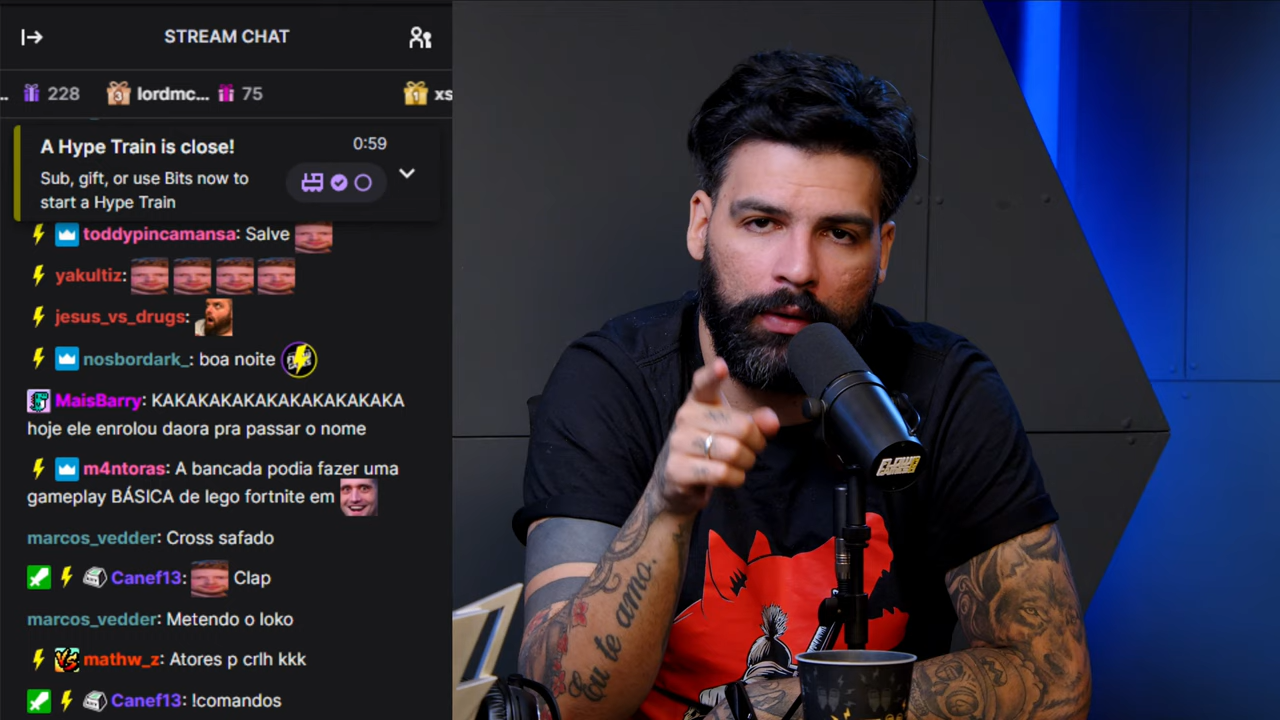 STREAM CHAT
.. 228 lordmc... 75 xs
A Hype Train is close! 0:59
Sub, gift, or use Bits now to
start a Hype Train
toddypincamansa: Salve
yakultiz:
jesus_vs_drugs:
nosbordark_: boa noite
MaisBarry: KAKAKAKAKAKAKAKAKAKAKA
hoje ele enrolou daora pra passar o nome
m4ntoras: A bancada podia fazer uma
gameplay BÁSICA de lego fortnite em
marcos_vedder: Cross safado
Canef13: Clap
marcos_vedder: Metendo o loko
mathw_z: Atores p crlh kkk
Canef13: !comandos
Eu te amo.
FLOW
GAMES